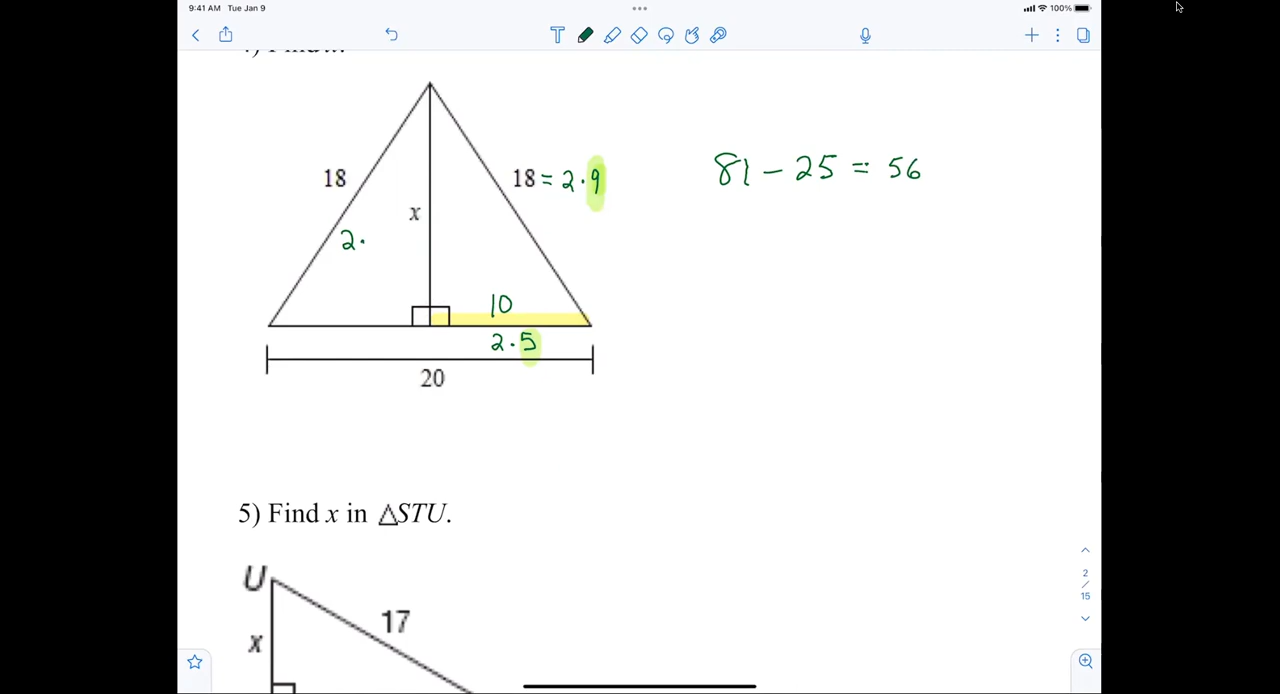 9:41 AM Tue Jan 9
100%
18
18 = 2 · 9
81 - 25 = 56
x
2 ·
10
2 · 5
20
5) Find x in △STU.
U
17
x
2
/
15